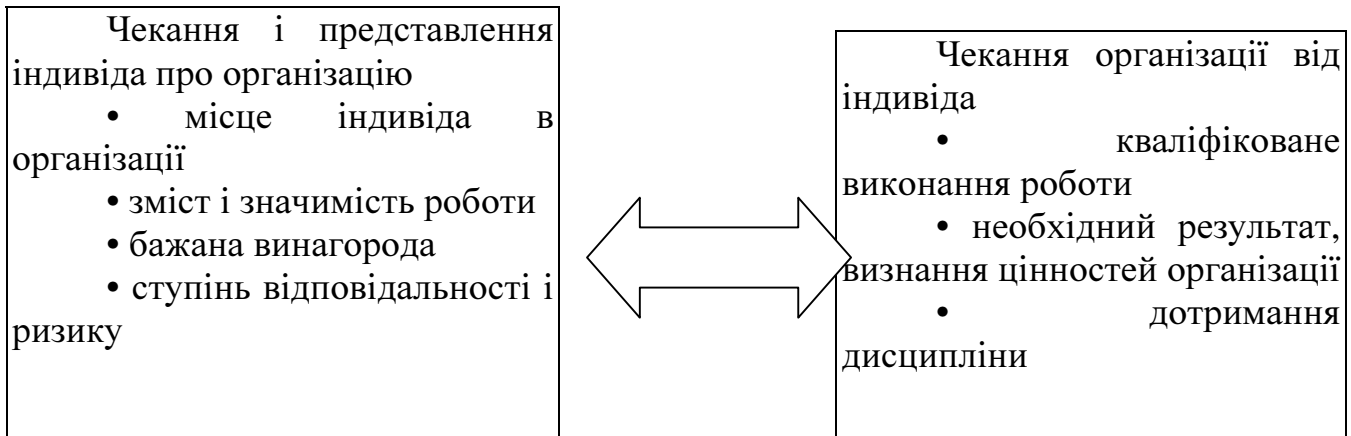 Чекання і представлення
індивіда про організацію
• місце індивіда в
організації
• зміст і значимість роботи
• бажана винагорода
• ступінь відповідальності і
ризику
Чекання організації від
індивіда
• кваліфіковане
виконання роботи
• необхідний результат,
визнання цінностей організації
• дотримання
дисципліни